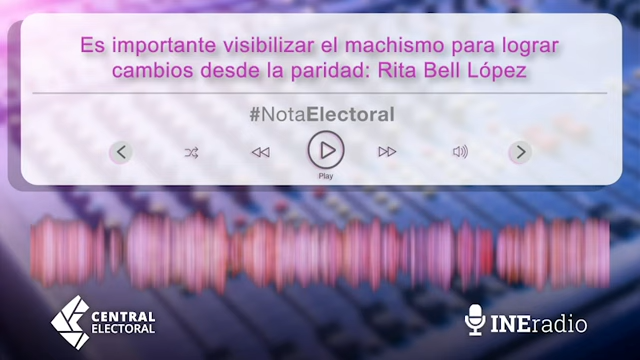 Es importante visibilizar el machismo para lograr
cambios desde la paridad: Rita Bell López
#NotaElectoral
Play
CENTRAL
ELECTORAL
INEradio